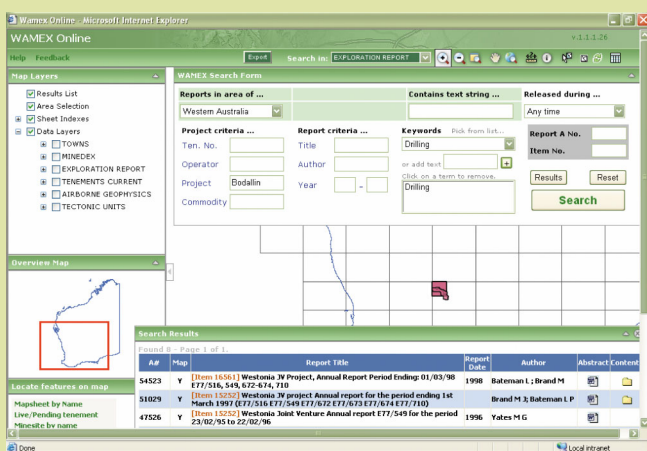 Wamex Online - Microsoft Internet Explorer
WAMEX Online
v.1.1.1.26
Help Feedback
Export
Search in: EXPLORATION REPORT
Map Layers
Results List
Area Selection
Sheet Indexes
Data Layers
TOWNS
MINEDEX
EXPLORATION REPORT
TENEMENTS CURRENT
AIRBORNE GEOPHYSICS
TECTONIC UNITS
WAMEX Search Form
Reports in area of ...
Contains text string ...
Released during ...
Western Australia
Any time
Project criteria ...
Report criteria ...
Keywords Pick from list...
Report A No.
Ten. No.
Title
Drilling
Item No.
Operator
Author
or add text
Click on a term to remove.
Project Bodallin
Year -
Drilling
Results Reset
Commodity
Search
Overview Map
Search Results
Found 8 - Page 1 of 1.
A# Map Report Title Report Date Author Abstract Content
54523 Y [Item 16561] Westonia JV Project, Annual Report Period Ending: 01/03/98 E77/516, 549, 672-674, 710 1998 Bateman L ; Brand M
51029 Y [Item 15252] Westonia JV project Annual report for the period ending 1st March 1997 (E77/516 E77/549 E77/672 E77/673 E77/674 E77/710) Brand M J; Bateman L P
47526 Y [Item 15252] Westonia Joint Venture Annual report E77/549 for the period 23/02/95 to 22/02/96 1996 Yates M G
Locate features on map
Mapsheet by Name
Live/Pending tenement
Minesite by name
Done
Local intranet